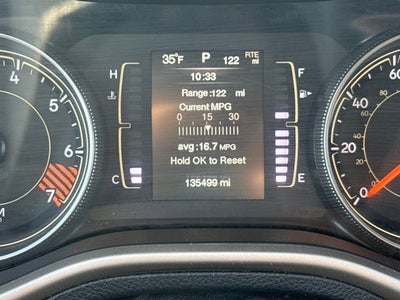 35°F P 122 RTE mi
10:33
H F
Range:122 mi
Current MPG
0 15 30
avg:16.7 MPG
Hold OK to Reset
C E
135499 mi
4
5
6
7
0
20
40
60